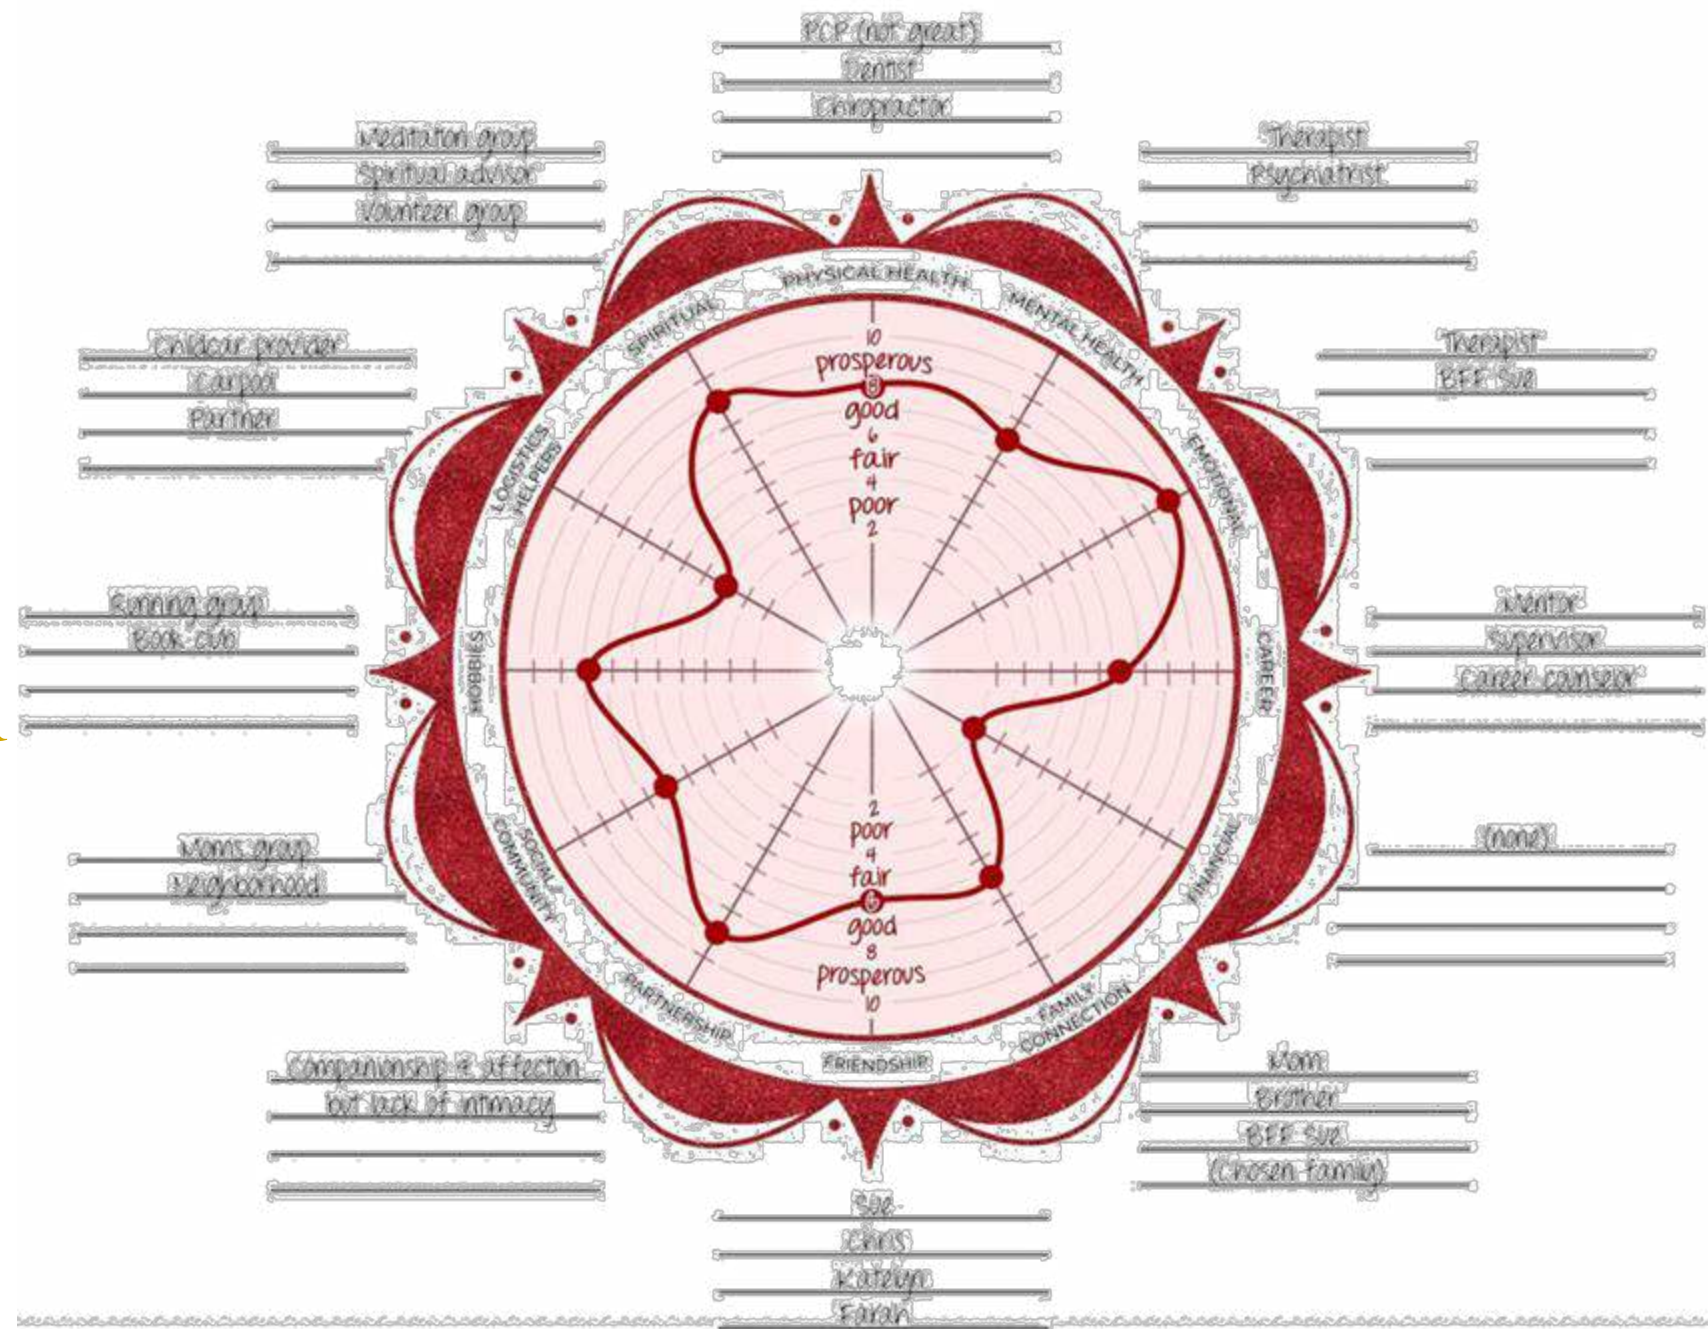 PCP (not great)
Dentist
Chiropractor
Meditation group
Spiritual advisor
Volunteer group
Therapist
Psychiatrist
Childcar provider
Carpool
Partner
Therapist
BFF Sue
Running group
Book club
Mentor
Supervisor
Career counselor
Moms group
Neighborhood
(none)
Companionship & affection
but lack of intimacy
Mom
Brother
BFF Sue
(Chosen family)
Sue
Chris
Katelyn
Farah
PHYSICAL HEALTH
MENTAL HEALTH
EMOTIONAL
CAREER
FINANCIAL
FAMILY
CONNECTION
FRIENDSHIP
PARTNERSHIP
SOCIAL &
COMMUNITY
HOBBIES
LOGISTICS
HELPERS
SPIRITUAL
10
prosperous
8
good
6
fair
4
poor
2
2
poor
4
fair
6
good
8
prosperous
10